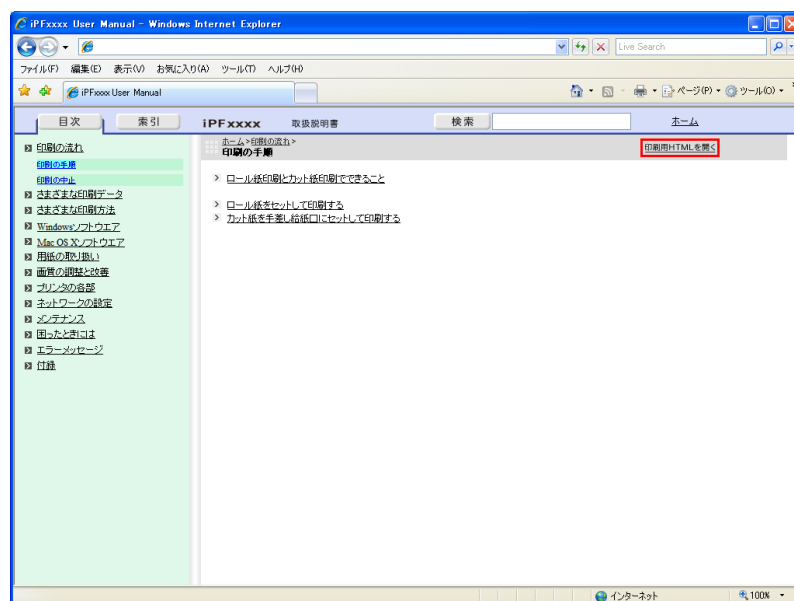 iPFxxxx User Manual - Windows Internet Explorer
Live Search
ファイル(F) 編集(E) 表示(V) お気に入り(A) ツール(T) ヘルプ(H)
iPFxxxx User Manual
ページ(P) ツール(O)
目次 索引 iPFxxxx 取扱説明書 検索 ホーム
ホーム>印刷の流れ>
印刷の手順
印刷用HTMLを開く
印刷の流れ
印刷の手順
印刷の中止
さまざまな印刷データ
さまざまな印刷方法
Windowsソフトウエア
Mac OS Xソフトウエア
用紙の取り扱い
画質の調整と改善
プリンタの各部
ネットワークの設定
メンテナンス
困ったときには
エラーメッセージ
付録
> ロール紙印刷とカット紙印刷でできること
> ロール紙をセットして印刷する
> カット紙を手差し給紙口にセットして印刷する
インターネット 100%